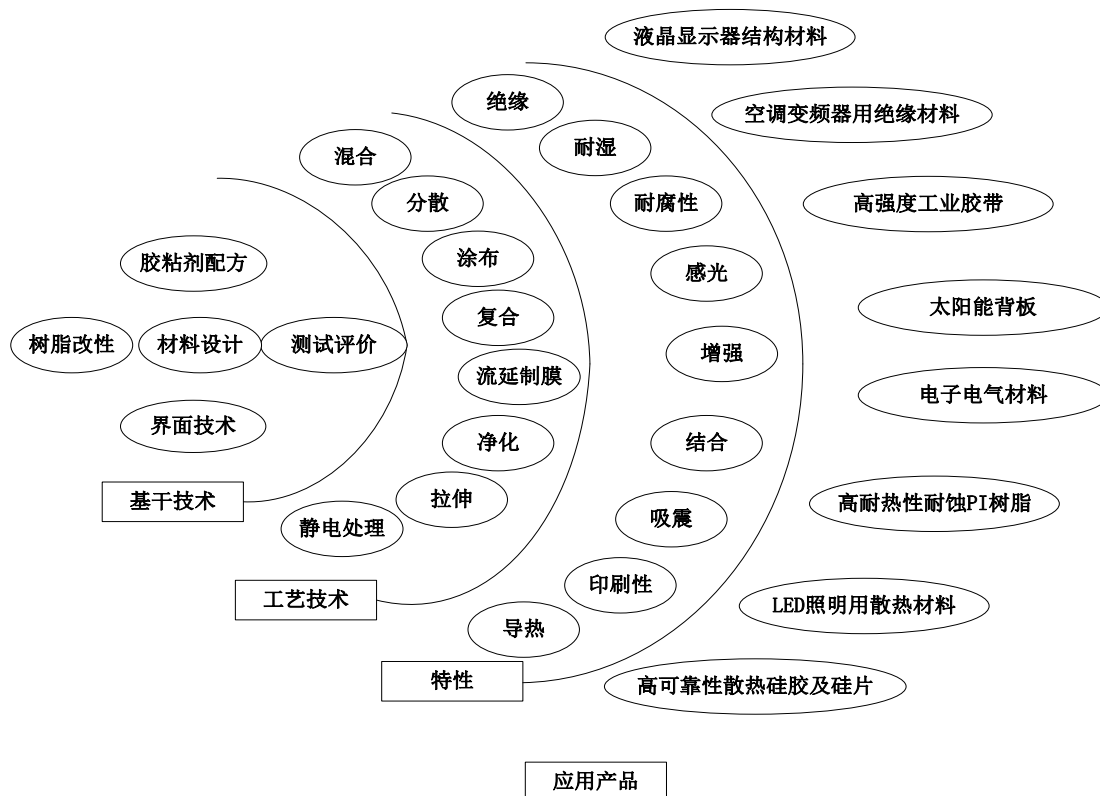 液晶显示器结构材料
绝缘
空调变频器用绝缘材料
耐湿
混合
分散
耐腐性
高强度工业胶带
涂布
胶粘剂配方
感光
太阳能背板
复合
树脂改性
材料设计
测试评价
增强
流延制膜
电子电气材料
界面技术
净化
结合
基干技术
拉伸
高耐热性耐蚀PI树脂
静电处理
吸震
工艺技术
印刷性
LED照明用散热材料
导热
特性
高可靠性散热硅胶及硅片
应用产品